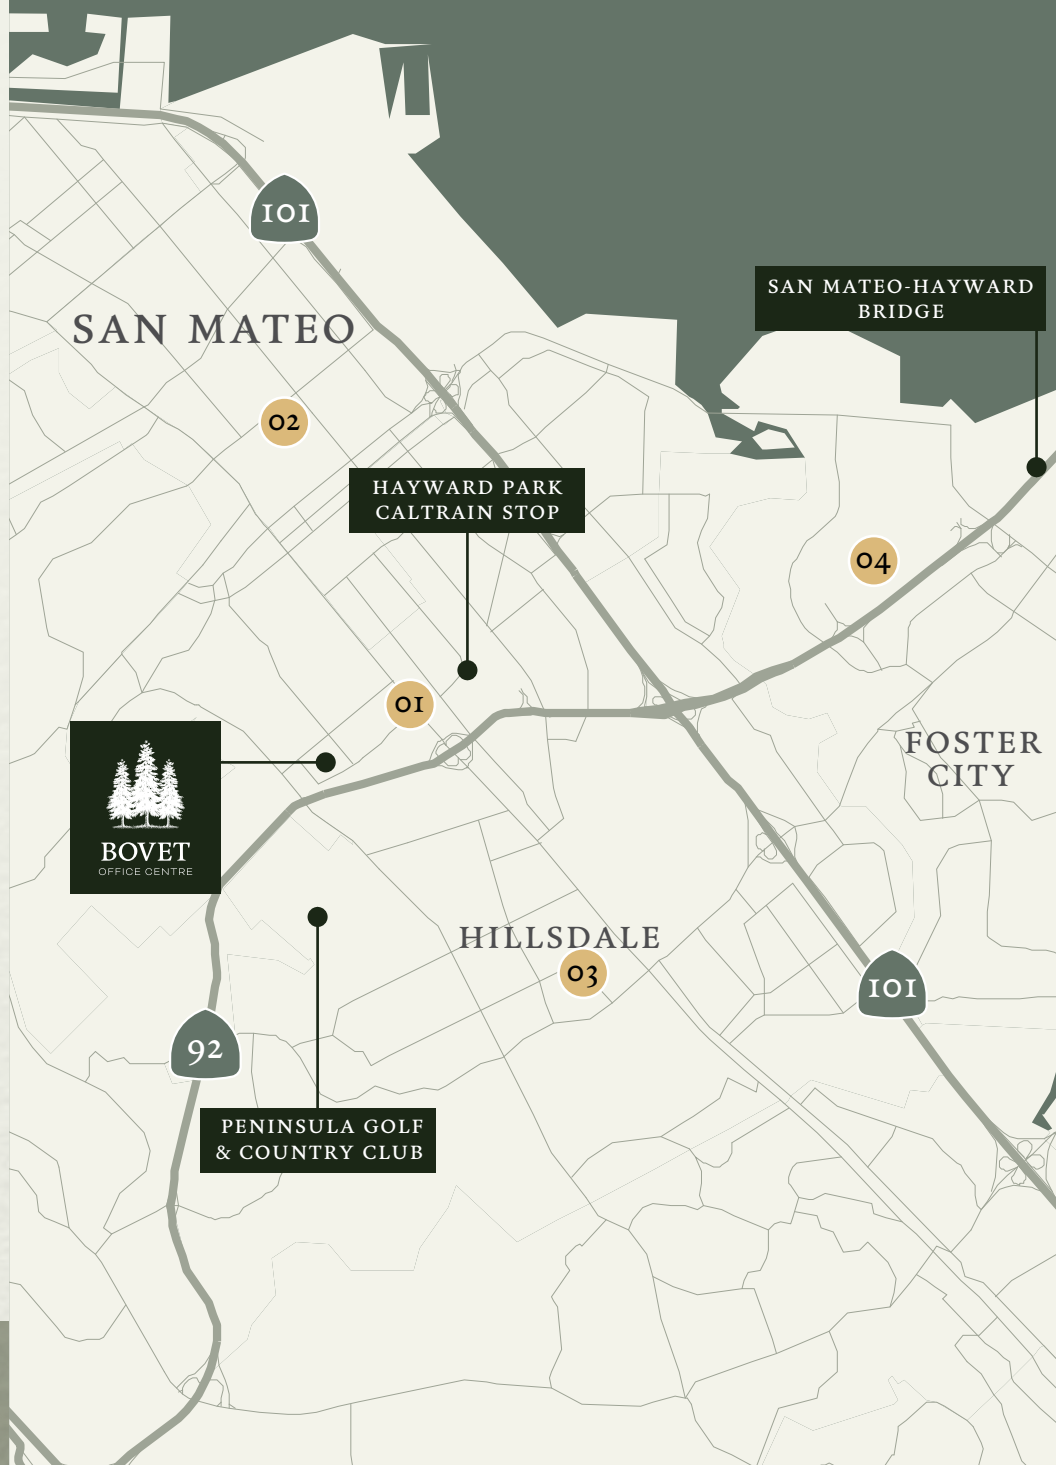 101
SAN MATEO-HAYWARD
BRIDGE
SAN MATEO
02
HAYWARD PARK
CALTRAIN STOP
04
01
FOSTER
CITY
BOVET
OFFICE CENTRE
HILLSDALE
03
101
92
PENINSULA GOLF
& COUNTRY CLUB